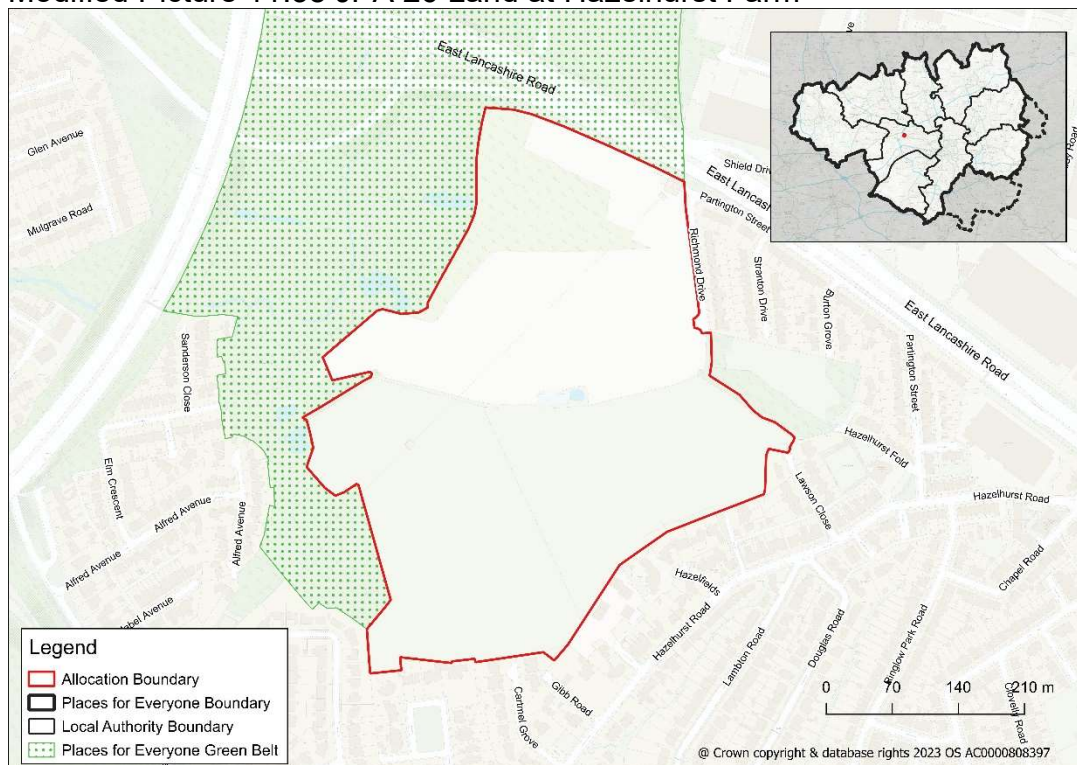 East Lancashire Road
Glen Avenue
Mulgrave Road
Shield
East
Partington Street
Richmond Drive
Stranton Drive
Burton Grove
Partington Street
East Lancashire Road
Sanderson Close
Elm Crescent
Alfred Avenue
Alfred Avenue
Alfred Avenue
Hazelhurst Fold
Lawson Close
Hazelhurst Road
Chapel Road
Hazelfields
Hazelhurst Road
Lambton Road
Douglas Road
Gibb Road
Cartmel Grove
Legend
Allocation Boundary
Places for Everyone Boundary
Local Authority Boundary
Places for Everyone Green Belt
0 70 140 210 m
@ Crown copyright & database rights 2023 OS AC0000808397